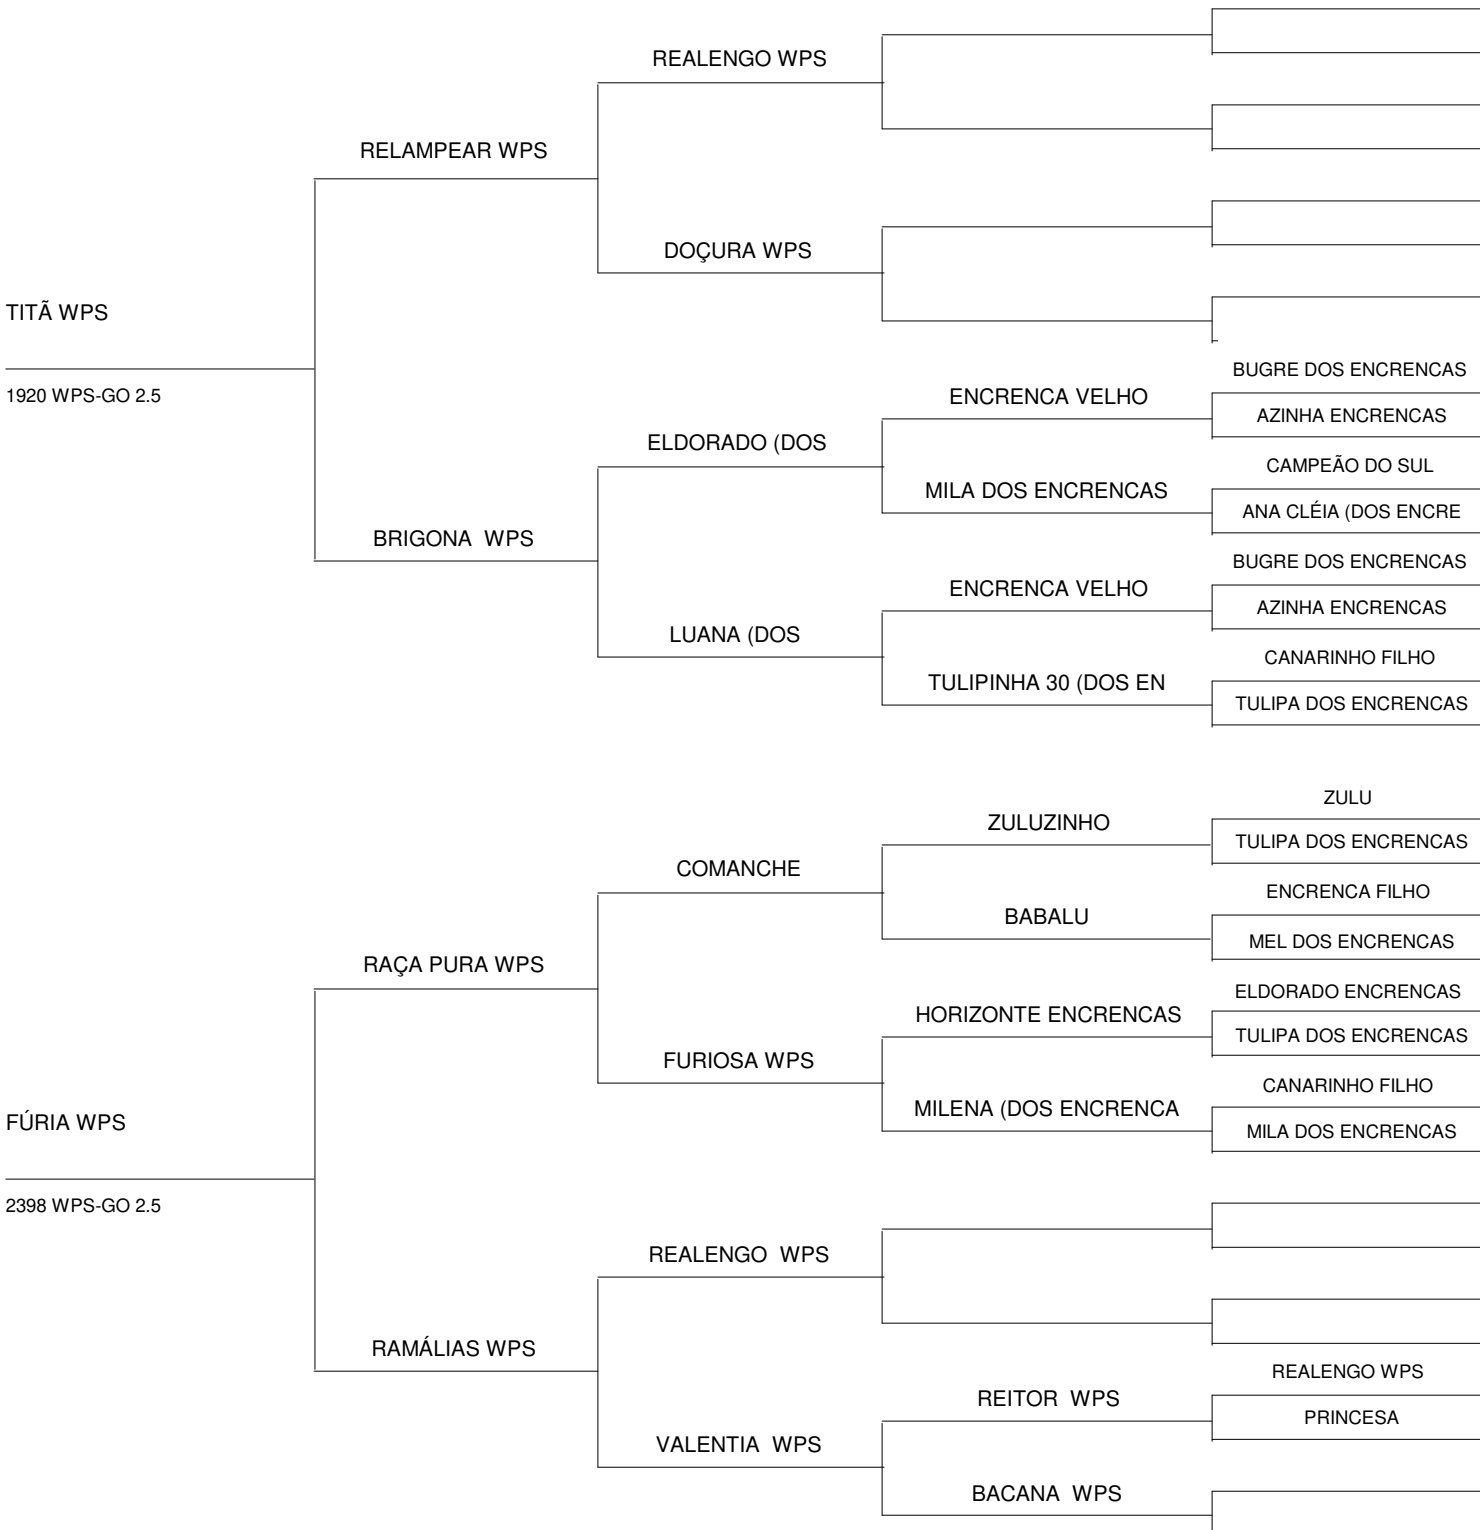 REALENGO WPS
RELAMPEAR WPS
DOÇURA WPS
TITÃ WPS
1920 WPS-GO 2.5
BUGRE DOS ENCRENCAS
ENCRENCA VELHO
AZINHA ENCRENCAS
ELDORADO (DOS
CAMPEÃO DO SUL
MILA DOS ENCRENCAS
ANA CLÉIA (DOS ENCRE
BRIGONA WPS
BUGRE DOS ENCRENCAS
ENCRENCA VELHO
AZINHA ENCRENCAS
LUANA (DOS
CANARINHO FILHO
TULIPINHA 30 (DOS EN
TULIPA DOS ENCRENCAS
ZULU
ZULUZINHO
TULIPA DOS ENCRENCAS
COMANCHE
ENCRENCA FILHO
BABALU
MEL DOS ENCRENCAS
RAÇA PURA WPS
ELDORADO ENCRENCAS
HORIZONTE ENCRENCAS
TULIPA DOS ENCRENCAS
FURIOSA WPS
CANARINHO FILHO
MILENA (DOS ENCRENCA
MILA DOS ENCRENCAS
FÚRIA WPS
2398 WPS-GO 2.5
REALENGO WPS
RAMÁLIAS WPS
REALENGO WPS
REITOR WPS
PRINCESA
VALENTIA WPS
BACANA WPS